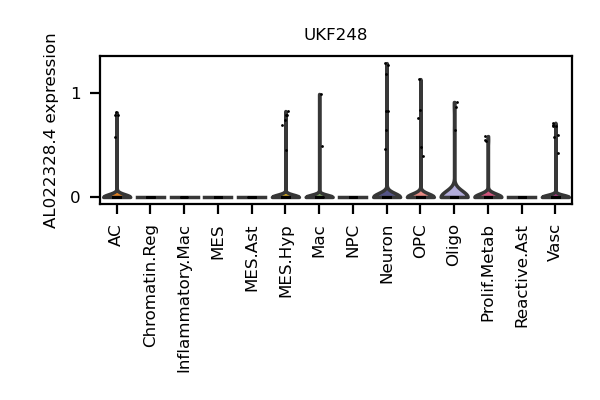 UKF248
AL022328.4 expression
1
0
AC
Chromatin.Reg
Inflammatory.Mac
MES
MES.Ast
MES.Hyp
Mac
NPC
Neuron
OPC
Oligo
Prolif.Metab
Reactive.Ast
Vasc